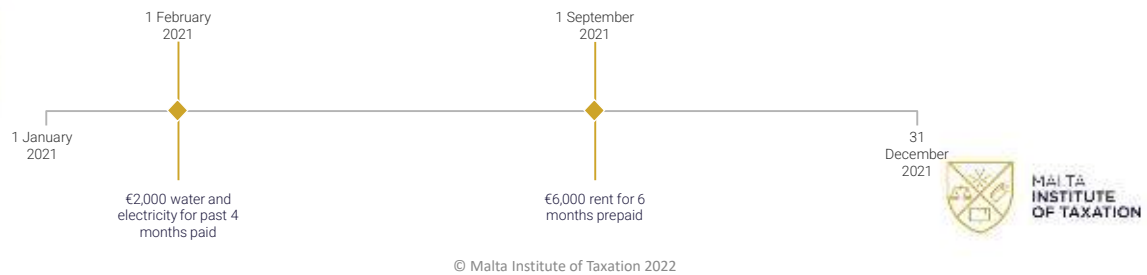 1 February
2021
1 September
2021
1 January
2021
31
December
2021
€2,000 water and
electricity for past 4
months paid
€6,000 rent for 6
months prepaid
MALTA
INSTITUTE
OF TAXATION
© Malta Institute of Taxation 2022